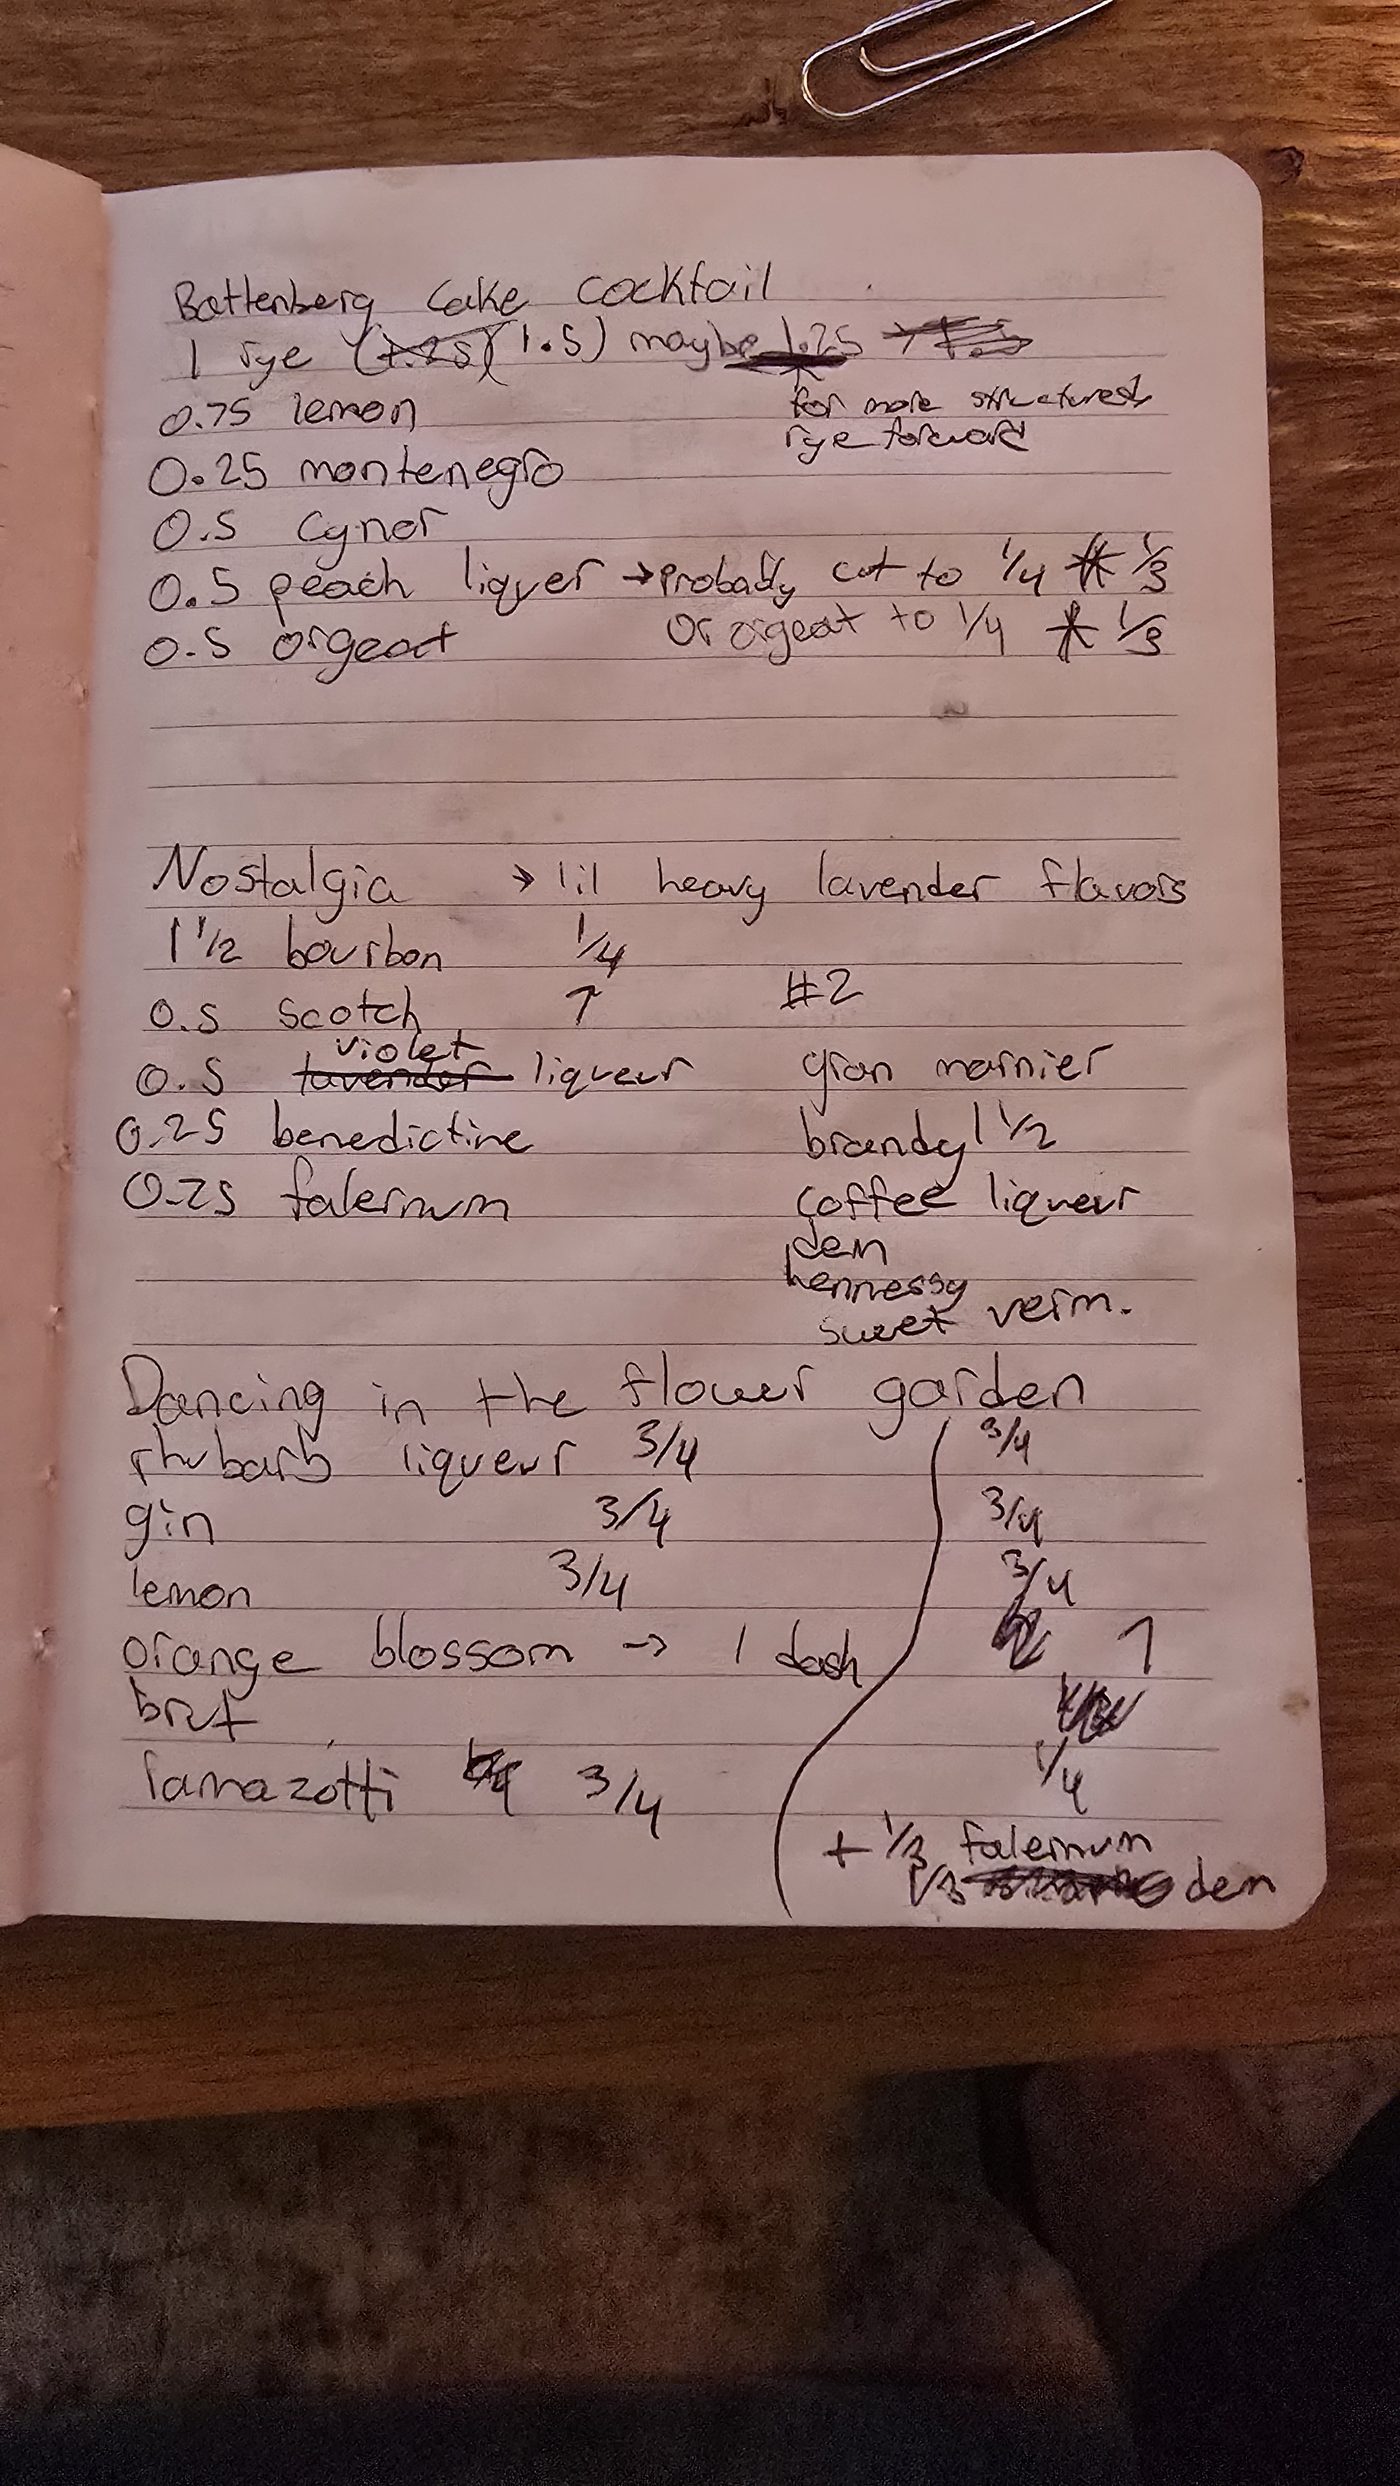 Battenberg Cake cocktail
1 rye (1.25)(1.5) maybe 1.25
for more structured,
rye forward
0.75 lemon
0.25 montenegro
0.5 Cynar
0.5 peach liquer → probably cut to 1/4 * 1/3
0.5 orgeat or orgeat to 1/4 * 1/3
Nostalgia → lil heavy lavender flavors
1 1/2 bourbon 1/4
0.5 scotch ↑
0.5 lavender violet liqueur
0.25 benedictine
0.25 falernum
#2
gran marnier
brandy 1 1/2
coffee liqueur
dem
hennessy
sweet verm.
Dancing in the flower garden
rhubarb liqueur 3/4 3/4
gin 3/4 3/4
lemon 3/4 3/4
orange blossom → 1 dash 1
brut
ramazotti 3/4 1/4
+ 1/3 falernum
1/3 dem